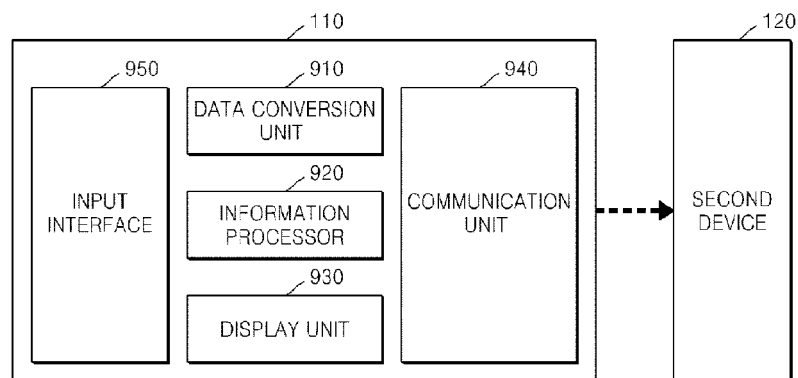 110
120
950
910
940
DATA CONVERSION
UNIT
920
INPUT
INTERFACE
INFORMATION
PROCESSOR
COMMUNICATION
UNIT
SECOND
DEVICE
930
DISPLAY UNIT